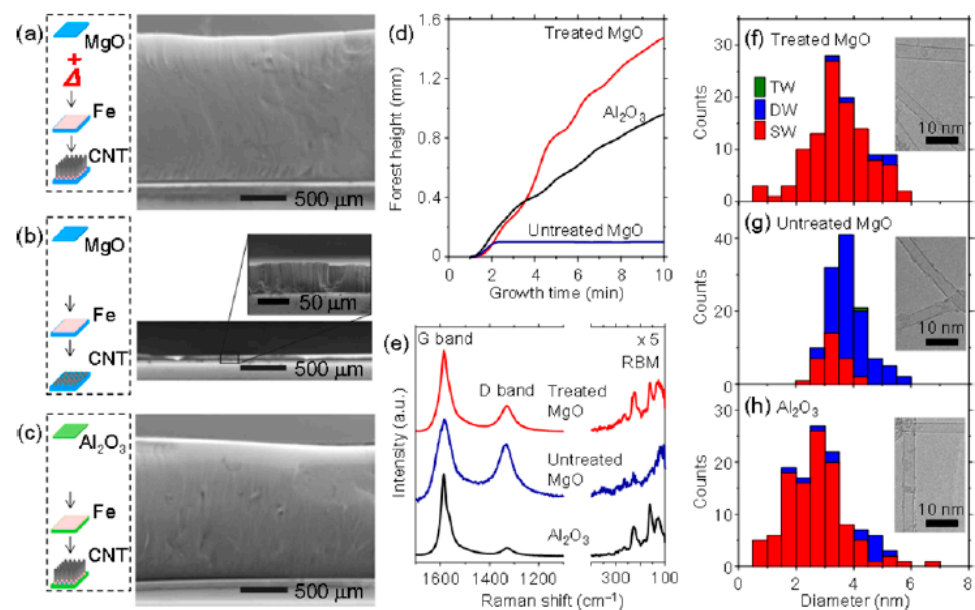 (a)
MgO
+
Δ
Fe
CNT
500 μm
(b)
MgO
Fe
CNT
50 μm
500 μm
(c)
Al₂O₃
Fe
CNT
500 μm
(d)
Forest height (mm)
1.6
1.2
0.8
0.4
0
Treated MgO
Al₂O₃
Untreated MgO
0 2 4 6 8 10
Growth time (min)
(e)
G band
D band
x 5
RBM
Treated
MgO
Untreated
MgO
Al₂O₃
Intensity (a.u.)
1700 1500 1300 1100
300 100
Raman shift (cm⁻¹)
(f)
Treated MgO
TW
DW
SW
Counts
30
20
10
0
10 nm
(g)
Untreated MgO
Counts
40
20
0
10 nm
(h)
Al₂O₃
Counts
30
20
10
0
10 nm
0 2 4 6 8
Diameter (nm)